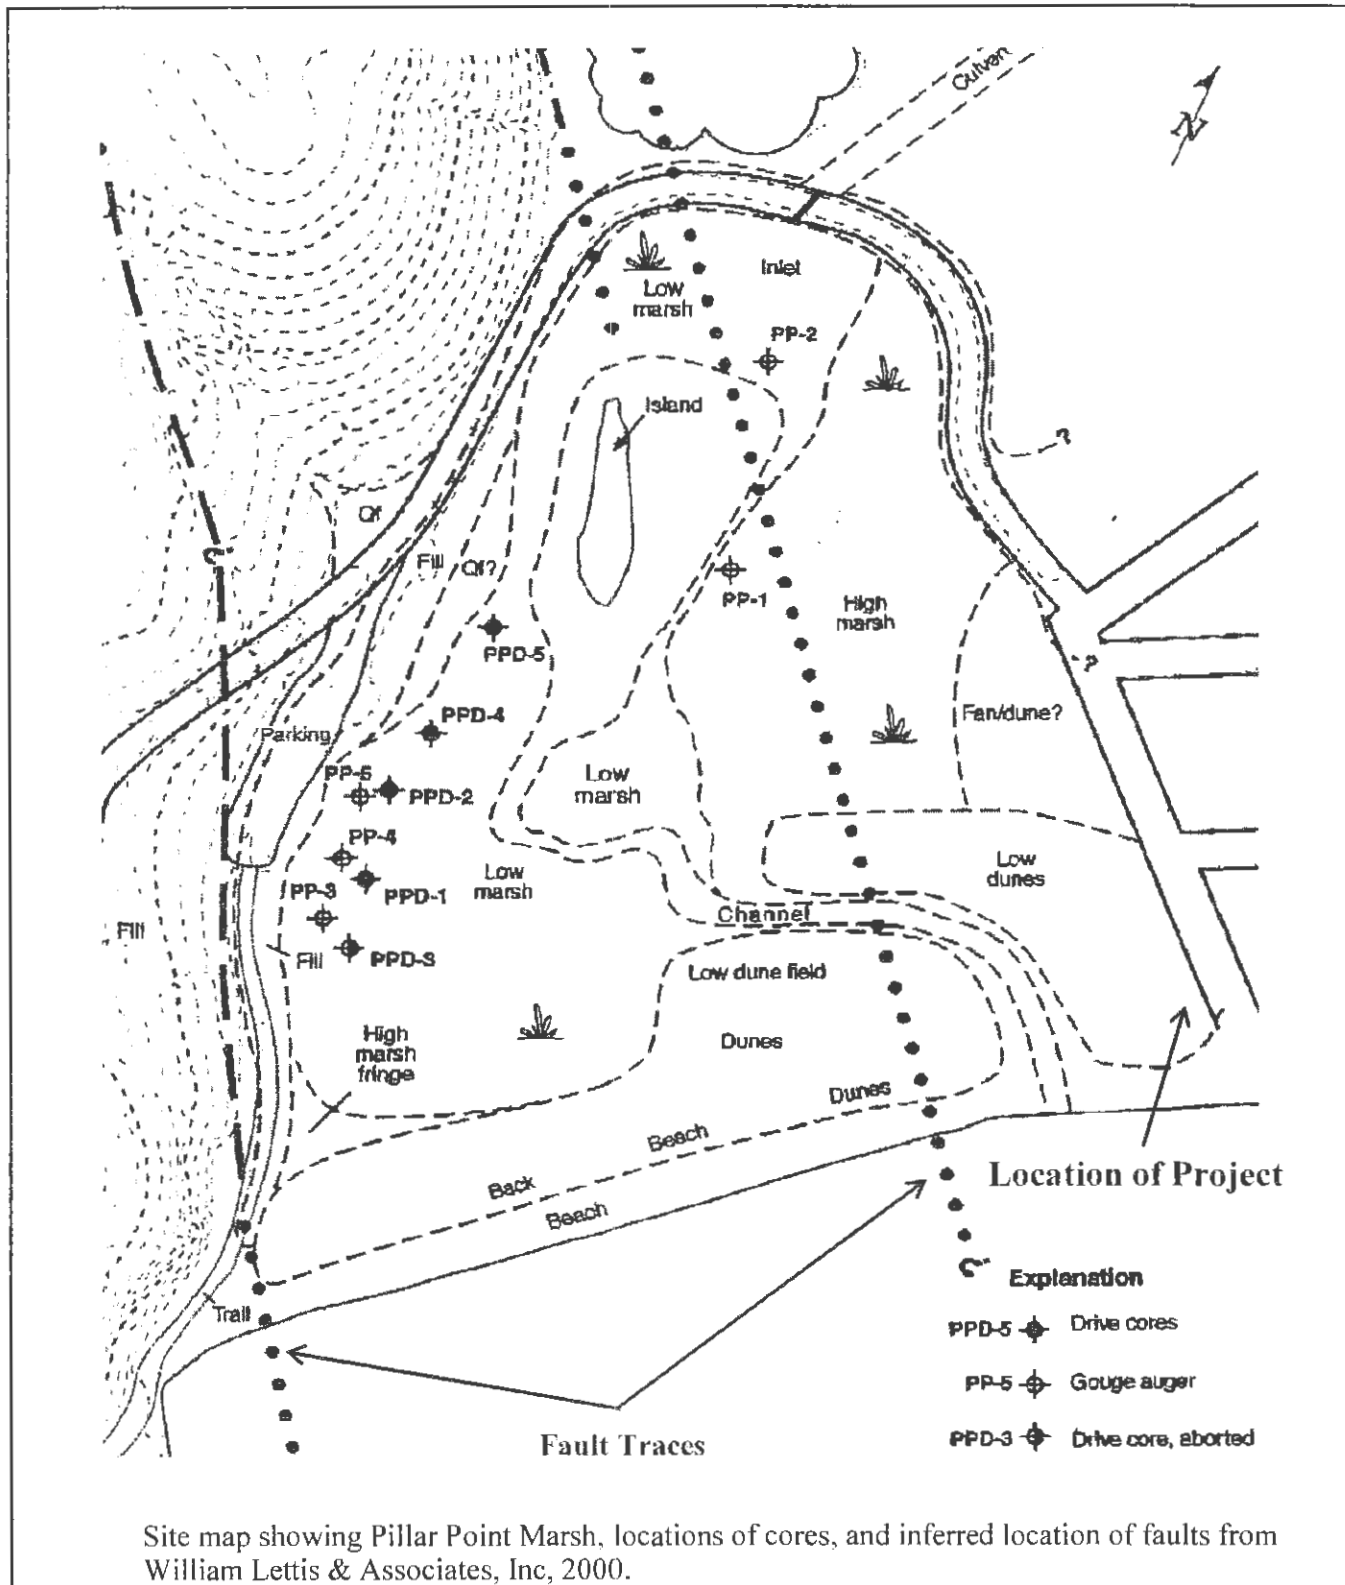 Culvert
N
Inlet
Low
marsh
PP-2
Island
?
Qf
?
Fill
Qf?
PP-1
High
marsh
PPD-5
?
PPD-4
Fan/dune?
Parking
PP-5
PPD-2
Low
marsh
PP-4
Low
marsh
PPD-1
Low
dunes
PP-3
Channel
Fill
Fill
PPD-3
Low dune field
High
marsh
fringe
Dunes
Dunes
Beach
Back
Beach
Location of Project
Trail
?
Explanation
PPD-5 Drive cores
PP-5 Gouge auger
PPD-3 Drive core, aborted
Fault Traces
Site map showing Pillar Point Marsh, locations of cores, and inferred location of faults from
William Lettis & Associates, Inc, 2000.